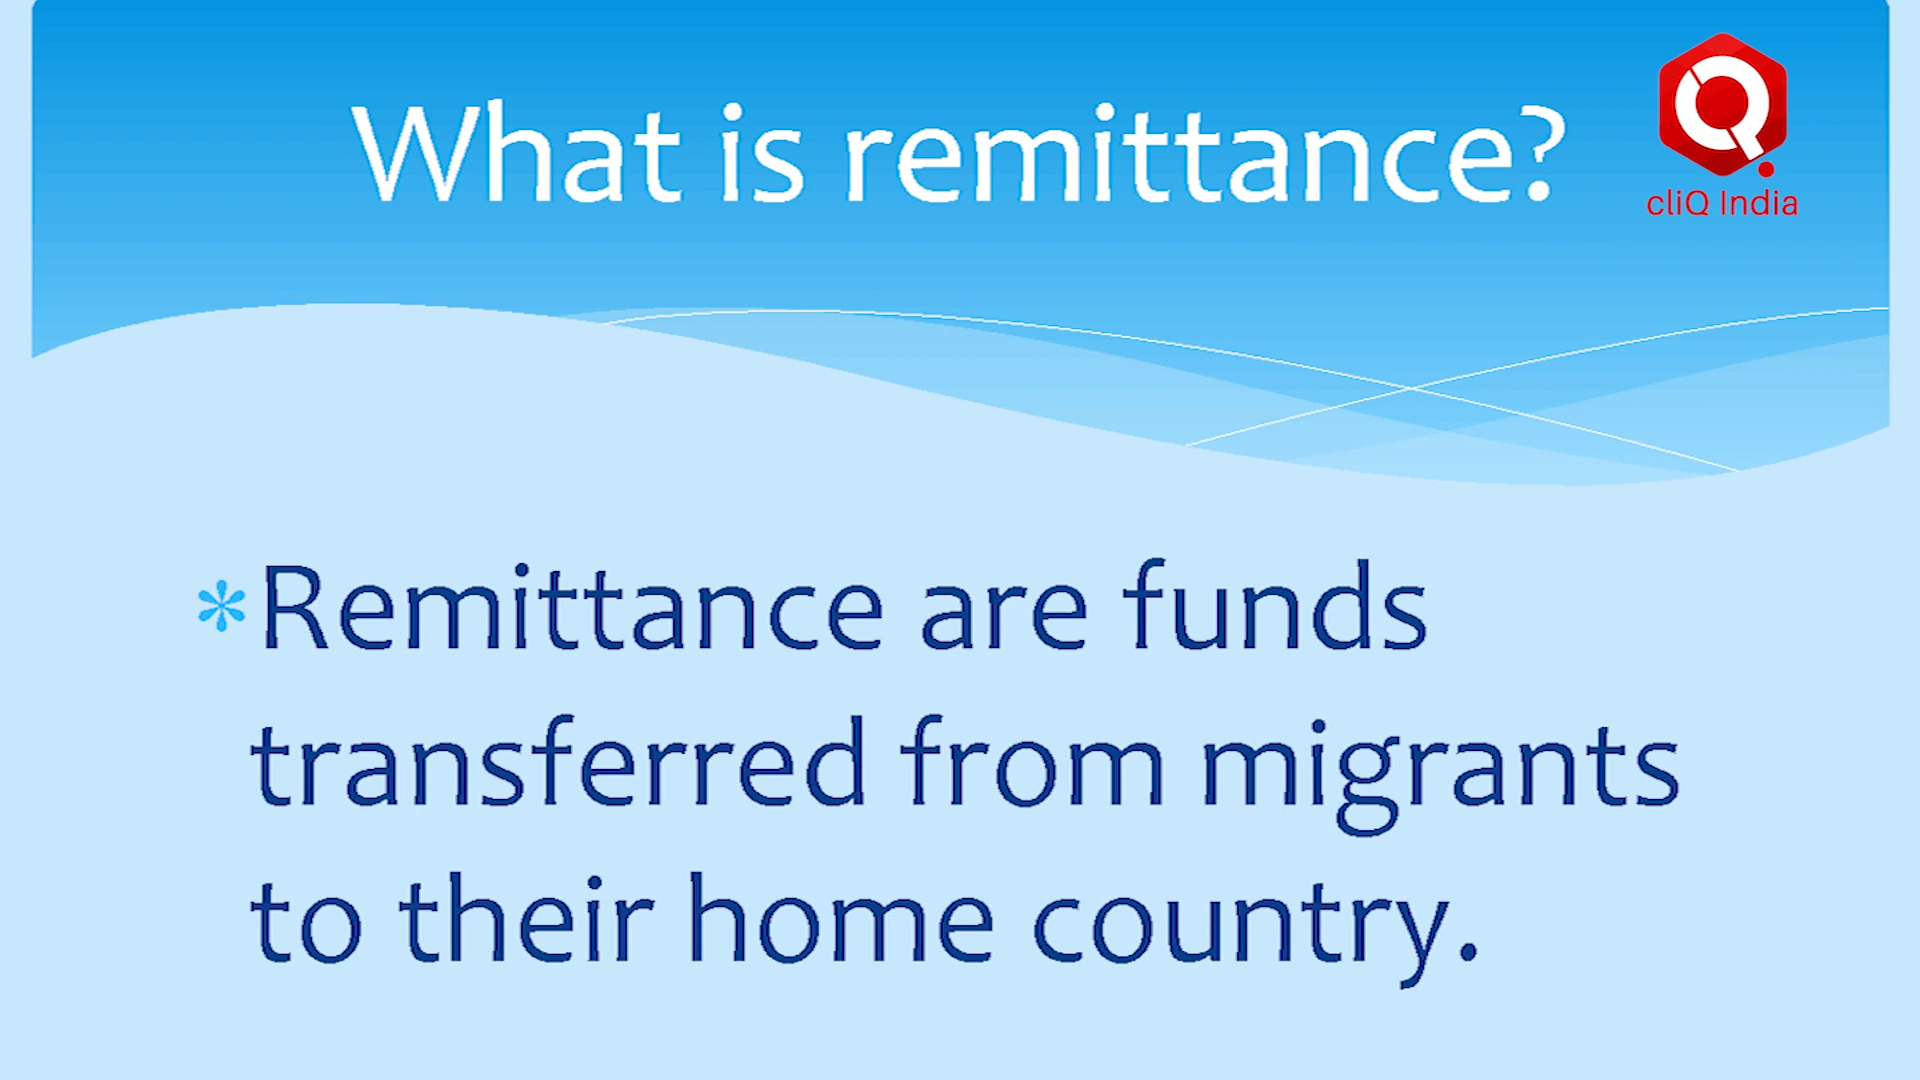 What is remittance?
cliQ India
*Remittance are funds
transferred from migrants
to their home country.